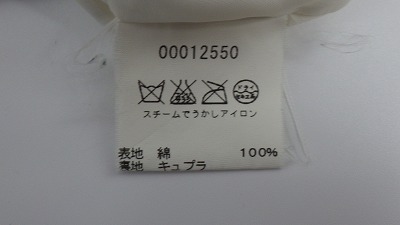 00012550
スチームでうかしアイロン
表地 綿 100%
裏地 キュプラ